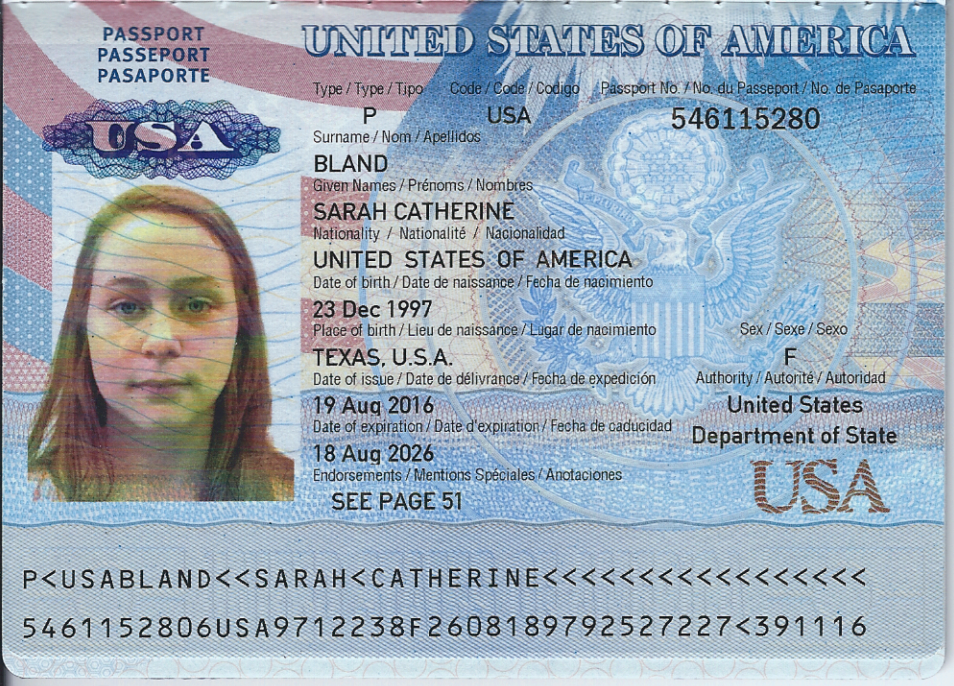 PASSPORT
PASSEPORT
PASAPORTE
USA
UNITED STATES OF AMERICA
Type / Type / Tipo Code / Code / Codigo Passport No. / No. du Passeport / No. de Pasaporte
P USA 546115280
Surname / Nom / Apellidos
BLAND
Given Names / Prénoms / Nombres
SARAH CATHERINE
Nationality / Nationalité / Nacionalidad
UNITED STATES OF AMERICA
Date of birth / Date de naissance / Fecha de nacimiento
23 Dec 1997
Place of birth / Lieu de naissance / Lugar de nacimiento Sex / Sexe / Sexo
TEXAS, U.S.A. F
Date of issue / Date de délivrance / Fecha de expedición Authority / Autorité / Autoridad
19 Aug 2016 United States
Date of expiration / Date d'expiration / Fecha de caducidad Department of State
18 Aug 2026
Endorsements / Mentions Spéciales / Anotaciones
SEE PAGE 51 USA
P<USABLAND<<SARAH<CATHERINE<<<<<<<<<<<<<<<<<
5461152806USA9712238F2608189792527227<391116